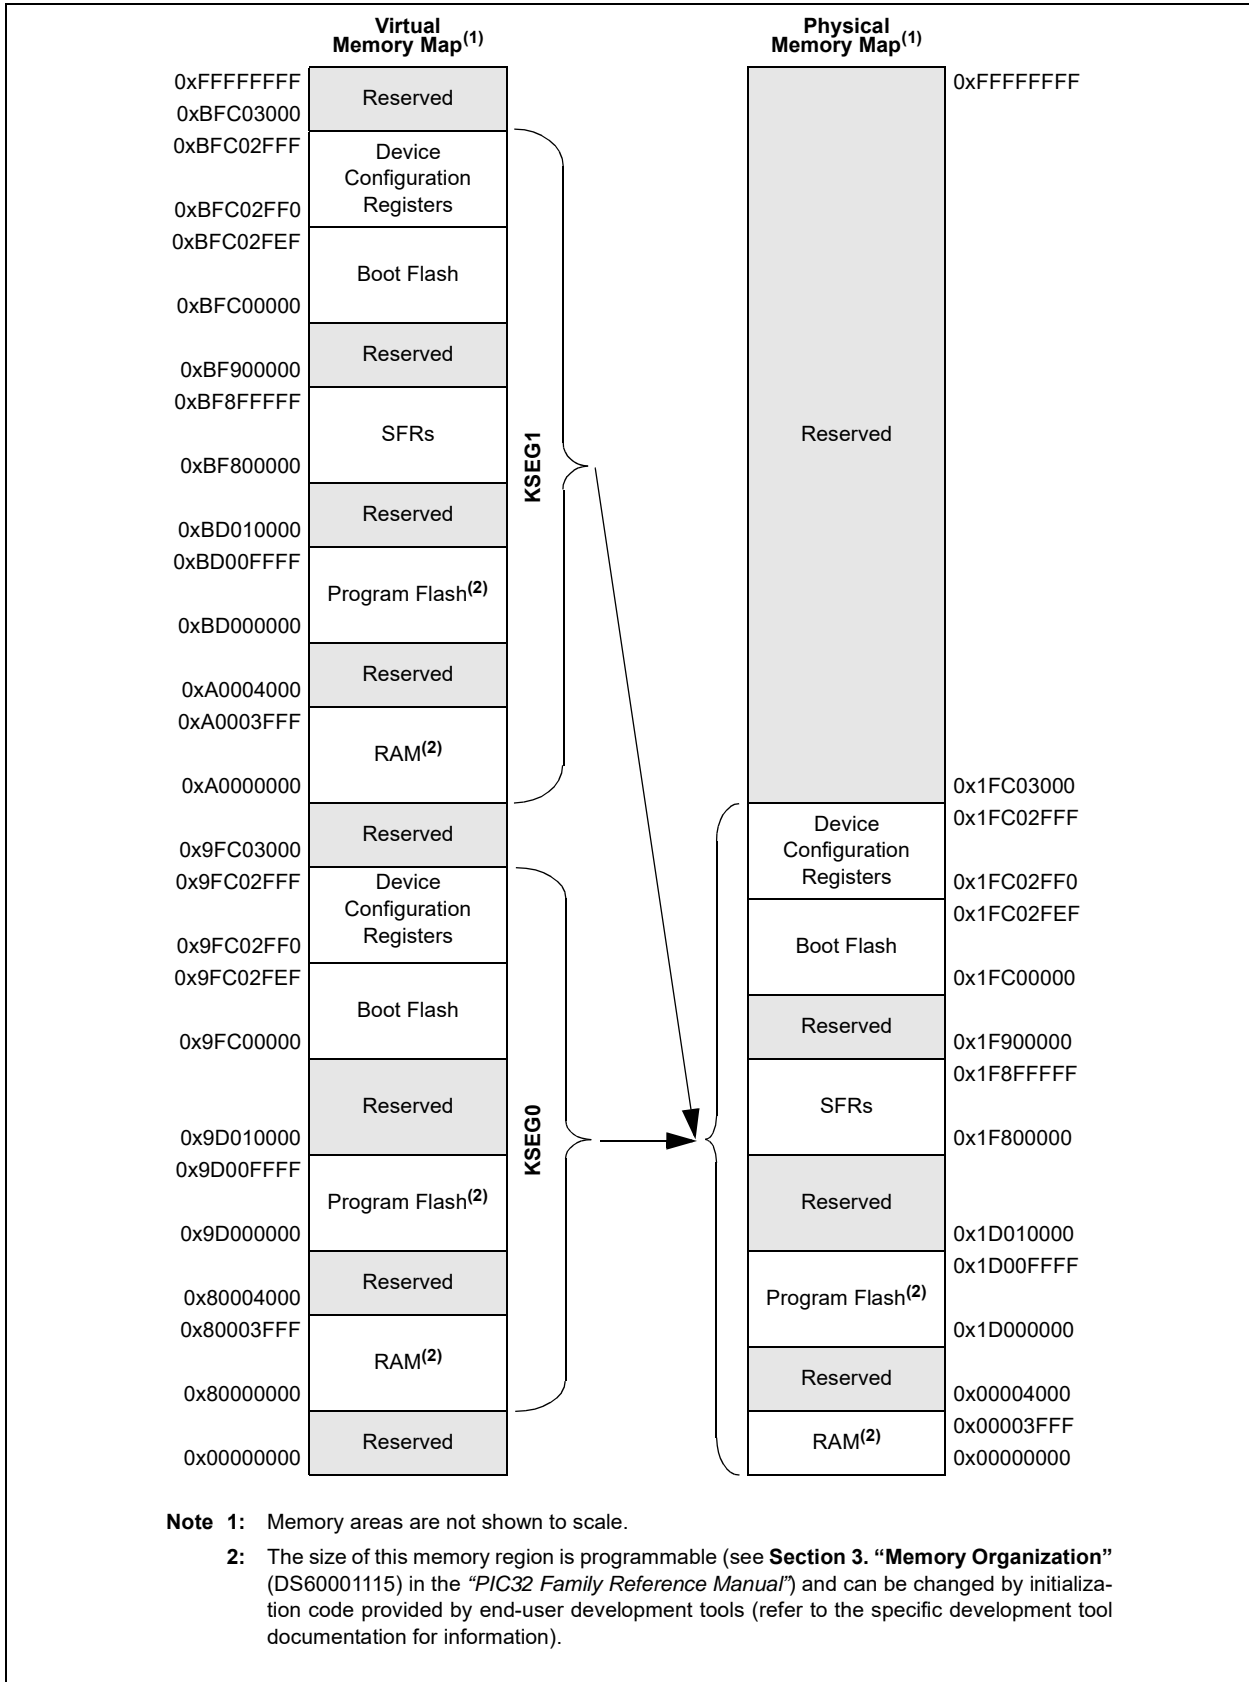 Virtual
Memory Map(1)
0xFFFFFFFF
Reserved
0xBFC03000
0xBFC02FFF
Device
Configuration
Registers
0xBFC02FF0
0xBFC02FEF
Boot Flash
0xBFC00000
Reserved
0xBF900000
0xBF8FFFFF
SFRs
0xBF800000
Reserved
0xBD010000
0xBD00FFFF
Program Flash(2)
0xBD000000
Reserved
0xA0004000
0xA0003FFF
RAM(2)
0xA0000000
Reserved
0x9FC03000
0x9FC02FFF
Device
Configuration
Registers
0x9FC02FF0
0x9FC02FEF
Boot Flash
0x9FC00000
Reserved
0x9D010000
0x9D00FFFF
Program Flash(2)
0x9D000000
Reserved
0x80004000
0x80003FFF
RAM(2)
0x80000000
Reserved
0x00000000
KSEG1
KSEG0
Physical
Memory Map(1)
0xFFFFFFFF
Reserved
0x1FC03000
0x1FC02FFF
Device
Configuration
Registers
0x1FC02FF0
0x1FC02FEF
Boot Flash
0x1FC00000
Reserved
0x1F900000
0x1F8FFFFF
SFRs
0x1F800000
Reserved
0x1D010000
0x1D00FFFF
Program Flash(2)
0x1D000000
Reserved
0x00004000
0x00003FFF
RAM(2)
0x00000000
Note 1: Memory areas are not shown to scale.
2: The size of this memory region is programmable (see Section 3. “Memory Organization”
(DS60001115) in the “PIC32 Family Reference Manual”) and can be changed by initializa-
tion code provided by end-user development tools (refer to the specific development tool
documentation for information).